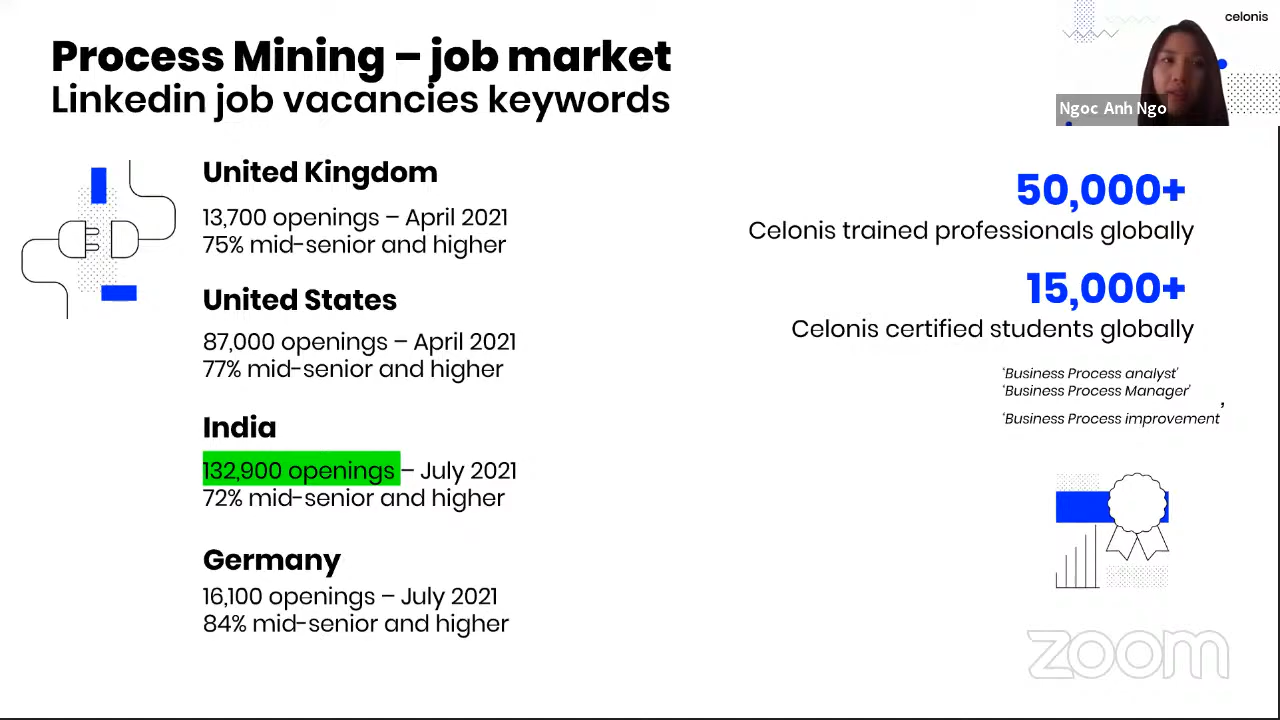 celonis
Process Mining – job market
Linkedin job vacancies keywords
Ngoc Anh Ngo
United Kingdom
13,700 openings – April 2021
75% mid-senior and higher
United States
87,000 openings – April 2021
77% mid-senior and higher
India
132,900 openings – July 2021
72% mid-senior and higher
Germany
16,100 openings – July 2021
84% mid-senior and higher
50,000+
Celonis trained professionals globally
15,000+
Celonis certified students globally
‘Business Process analyst’
‘Business Process Manager’
,
‘Business Process improvement
zoom